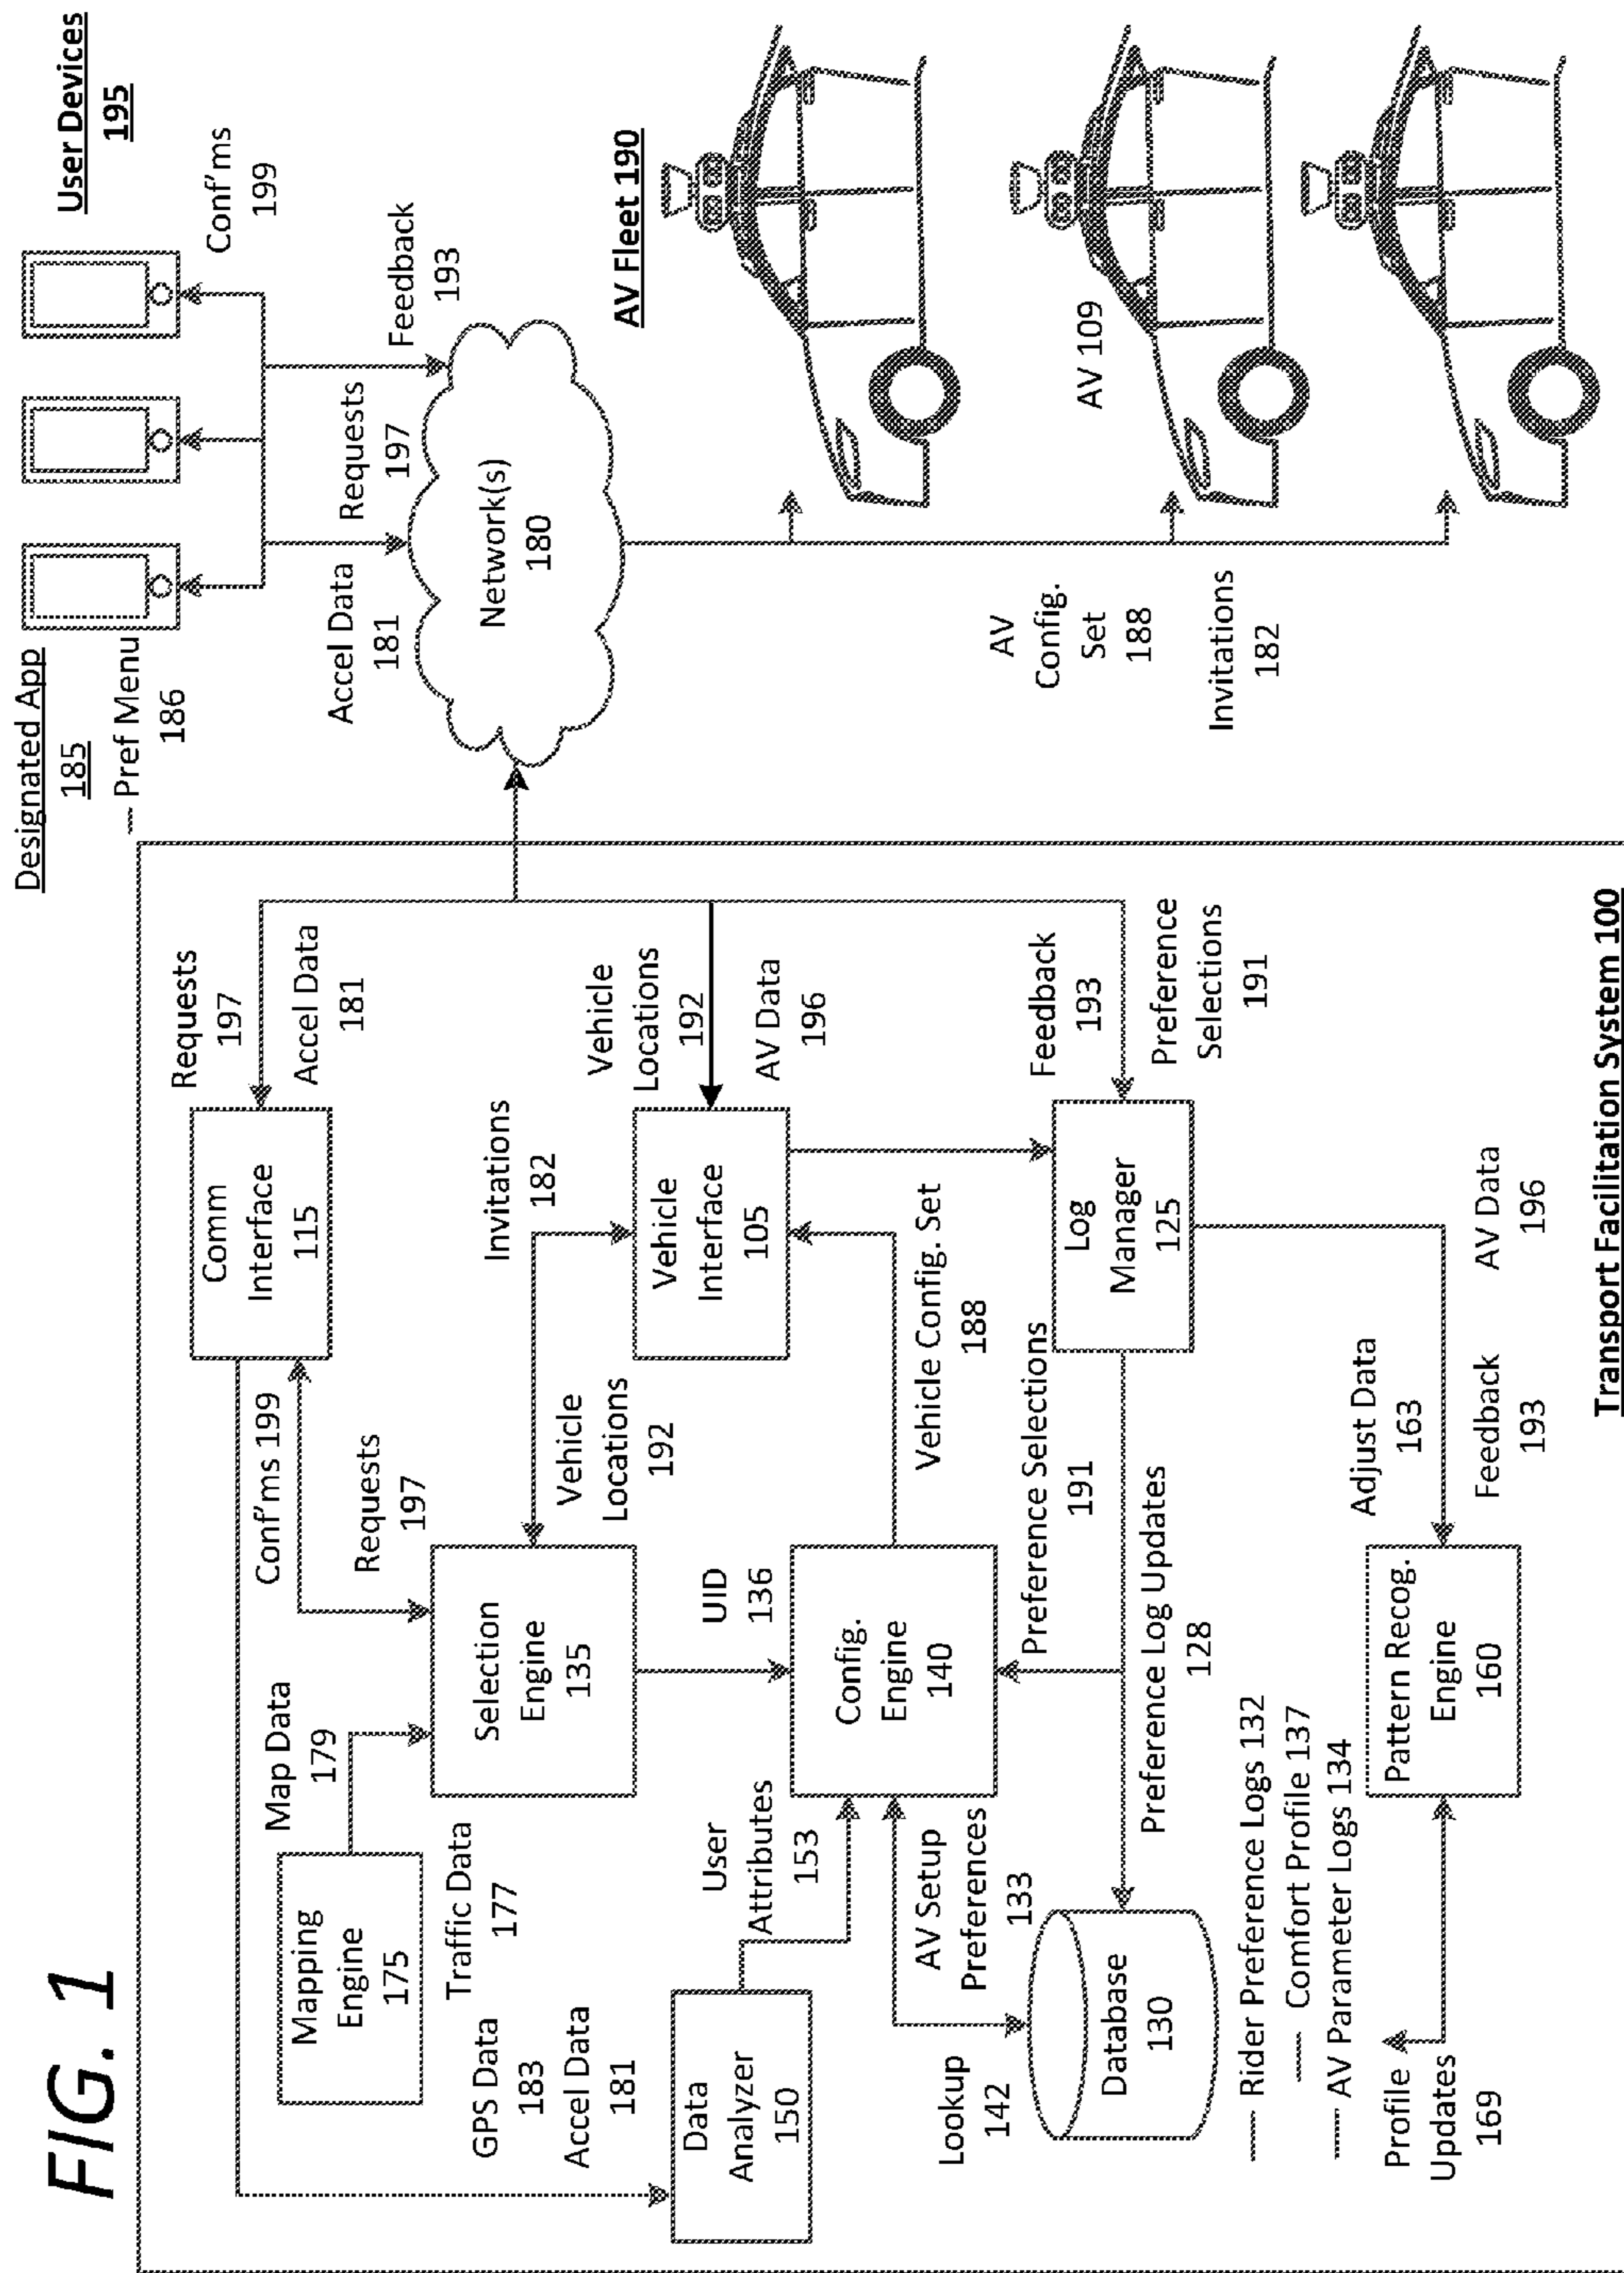 FIG. 1
Designated App
185
Pref Menu
186
User Devices
195
Conf'ms
199
Accel Data
181
Requests
197
Feedback
193
Network(s)
180
AV Fleet 190
AV 109
AV
Config.
Set
188
Invitations
182
Requests
197
Accel Data
181
Comm
Interface
115
Conf'ms 199
Requests
197
Map Data
179
Mapping
Engine
175
Traffic Data
177
GPS Data
183
Accel Data
181
Selection
Engine
135
Invitations
182
Vehicle
Locations
192
Vehicle
Locations
192
AV Data
196
Vehicle
Interface
105
UID
136
Data
Analyzer
150
User
Attributes
153
Config.
Engine
140
Vehicle Config. Set
188
Feedback
193
Preference
Selections
191
Log
Manager
125
Preference Selections
191
Preference Log Updates
128
AV Setup
Preferences
133
Lookup
142
Database
130
Rider Preference Logs 132
Comfort Profile 137
AV Parameter Logs 134
Profile
Updates
169
Pattern Recog.
Engine
160
Adjust Data
163
Feedback
193
AV Data
196
Transport Facilitation System 100